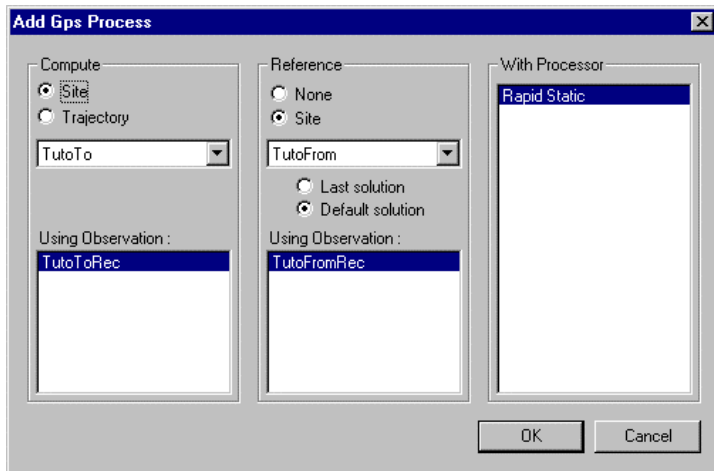 Add Gps Process
Compute
Site
Trajectory
TutoTo
Using Observation :
TutoToRec
Reference
None
Site
TutoFrom
Last solution
Default solution
Using Observation :
TutoFromRec
With Processor
Rapid Static
OK
Cancel